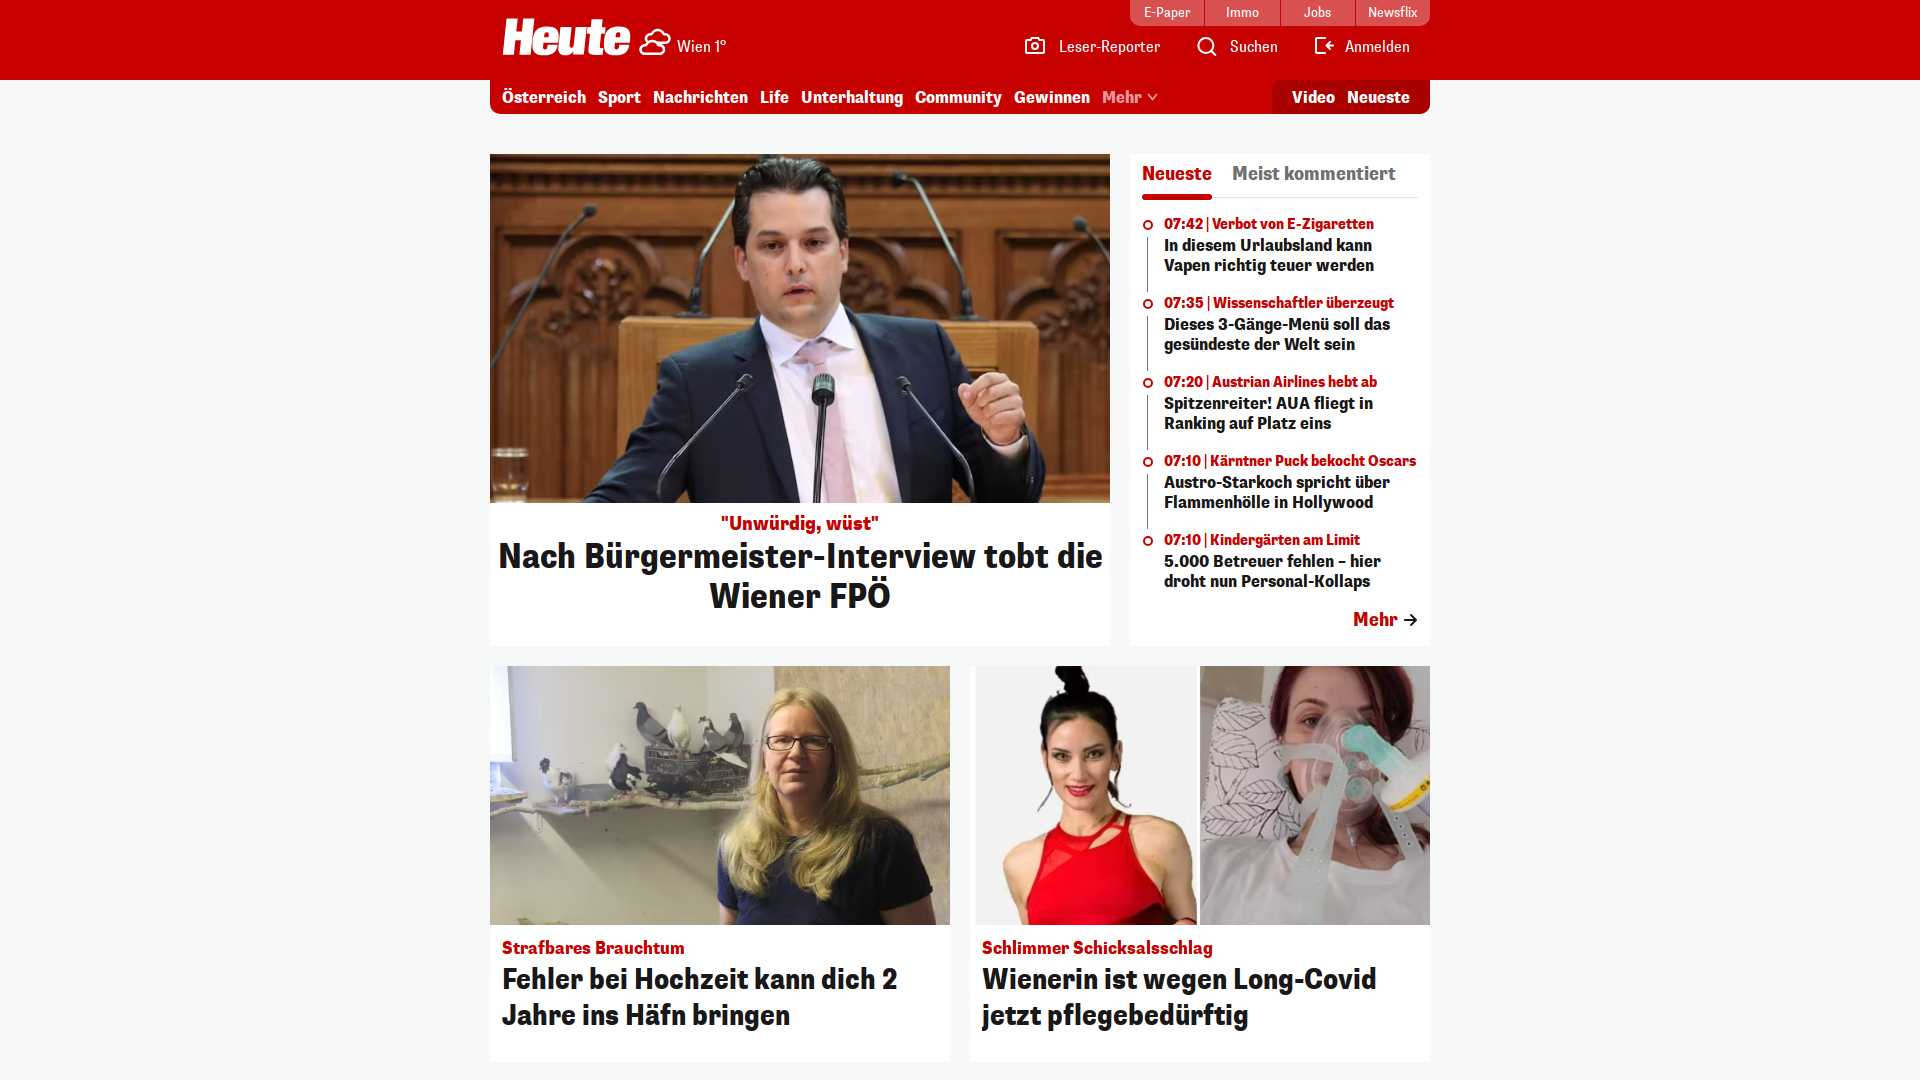 E-Paper
Immo
Jobs
Newsflix
Heute
Wien 1°
Leser-Reporter
Suchen
Anmelden
Österreich
Sport
Nachrichten
Life
Unterhaltung
Community
Gewinnen
Mehr
Video
Neueste
"Unwürdig, wüst"
Nach Bürgermeister-Interview tobt die
Wiener FPÖ
Neueste
Meist kommentiert
07:42 | Verbot von E-Zigaretten
In diesem Urlaubsland kann
Vapen richtig teuer werden
07:35 | Wissenschaftler überzeugt
Dieses 3-Gänge-Menü soll das
gesündeste der Welt sein
07:20 | Austrian Airlines hebt ab
Spitzenreiter! AUA fliegt in
Ranking auf Platz eins
07:10 | Kärntner Puck bekocht Oscars
Austro-Starkoch spricht über
Flammenhölle in Hollywood
07:10 | Kindergärten am Limit
5.000 Betreuer fehlen – hier
droht nun Personal-Kollaps
Mehr
Strafbares Brauchtum
Fehler bei Hochzeit kann dich 2
Jahre ins Häfn bringen
Schlimmer Schicksalsschlag
Wienerin ist wegen Long-Covid
jetzt pflegebedürftig